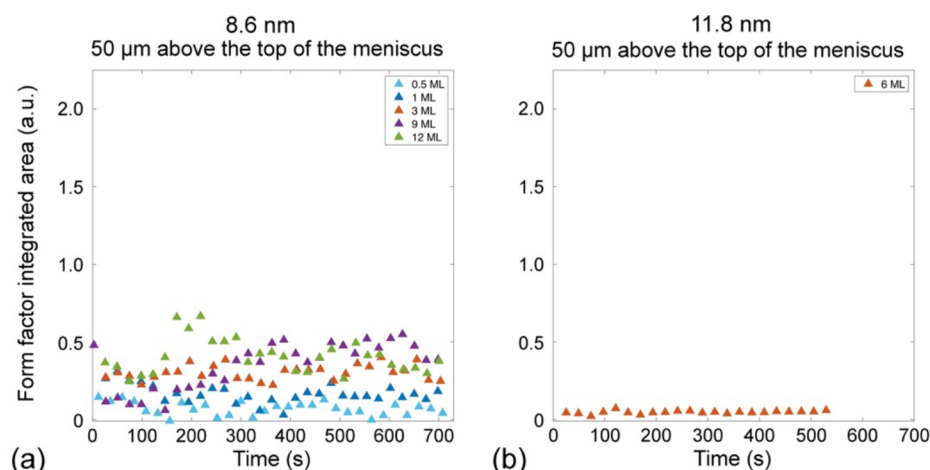 8.6 nm
50 µm above the top of the meniscus
11.8 nm
50 µm above the top of the meniscus
Form factor integrated area (a.u.)
2.0
1.5
1.0
0.5
0
0 100 200 300 400 500 600 700
Time (s)
0.5 ML
1 ML
3 ML
9 ML
12 ML
(a)
2.0
1.5
1.0
0.5
0
0 100 200 300 400 500 600 700
Time (s)
6 ML
(b)